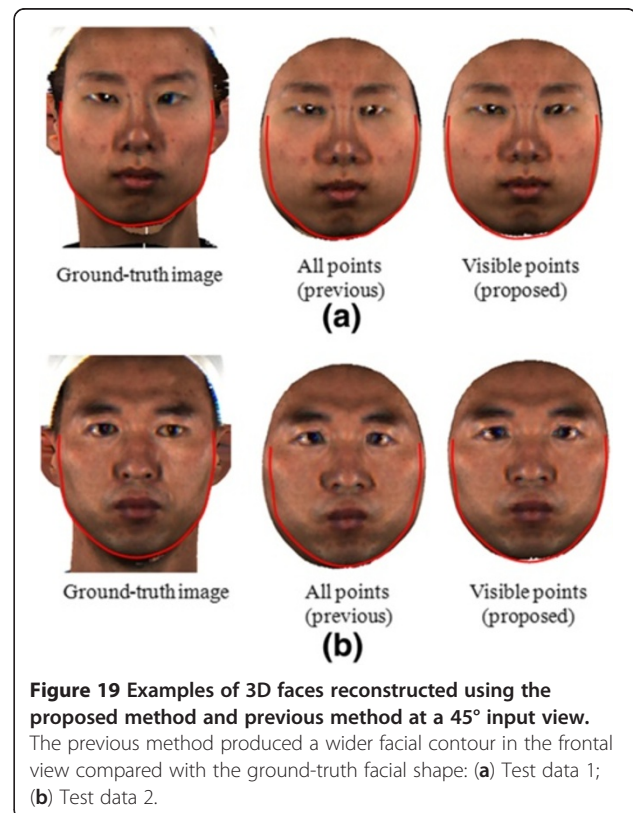 Ground-truth image
All points
(previous)
Visible points
(proposed)
(a)
Ground-truth image
All points
(previous)
Visible points
(proposed)
(b)
Figure 19 Examples of 3D faces reconstructed using the
proposed method and previous method at a 45° input view.
The previous method produced a wider facial contour in the frontal
view compared with the ground-truth facial shape: (a) Test data 1;
(b) Test data 2.